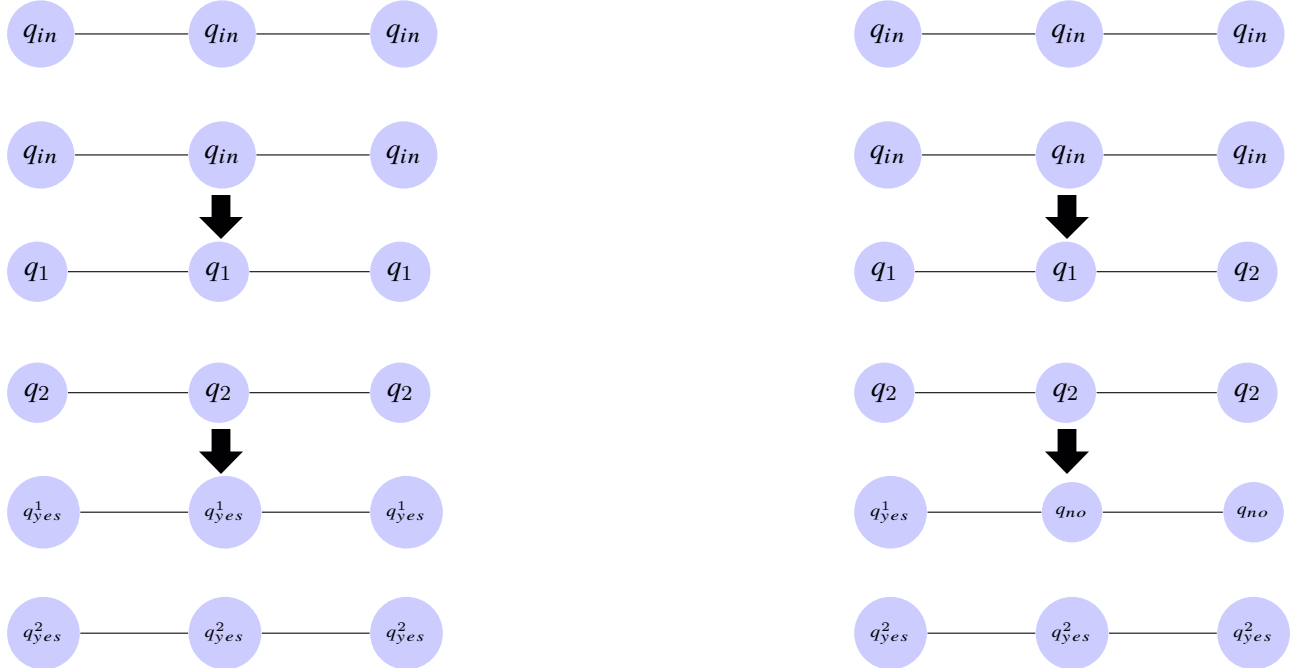 q_in q_in q_in q_in q_in q_in
q_in q_in q_in q_in q_in q_in
q_1 q_1 q_1 q_1 q_1 q_2
q_2 q_2 q_2 q_2 q_2 q_2
q_yes^1 q_yes^1 q_yes^1 q_yes^1 q_no q_no
q_yes^2 q_yes^2 q_yes^2 q_yes^2 q_yes^2 q_yes^2